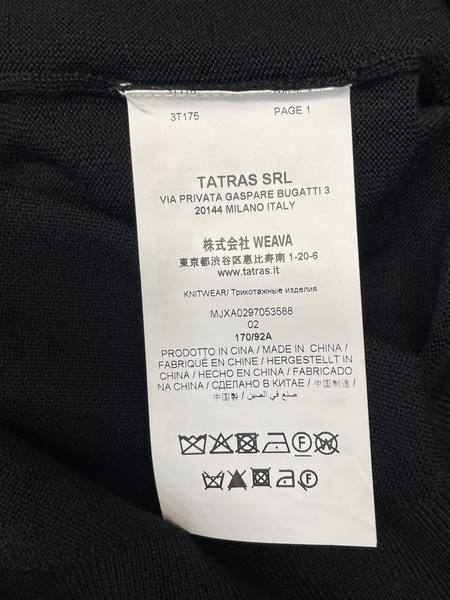 3T175
PAGE 1
TATRAS SRL
VIA PRIVATA GASPARE BUGATTI 3
20144 MILANO ITALY
株式会社 WEAVA
東京都渋谷区恵比寿南 1-20-6
www.tatras.it
KNITWEAR/ Трикотажные изделия
MJXA0297053588
02
170/92A
PRODOTTO IN CINA / MADE IN CHINA /
FABRIQUÉ EN CHINE / HERGESTELLT IN
CHINA / HECHO EN CHINA / FABRICADO
NA CHINA / СДЕЛАНО В КИТАЕ / 中国制造 /
中国製 / صنع في الصين /